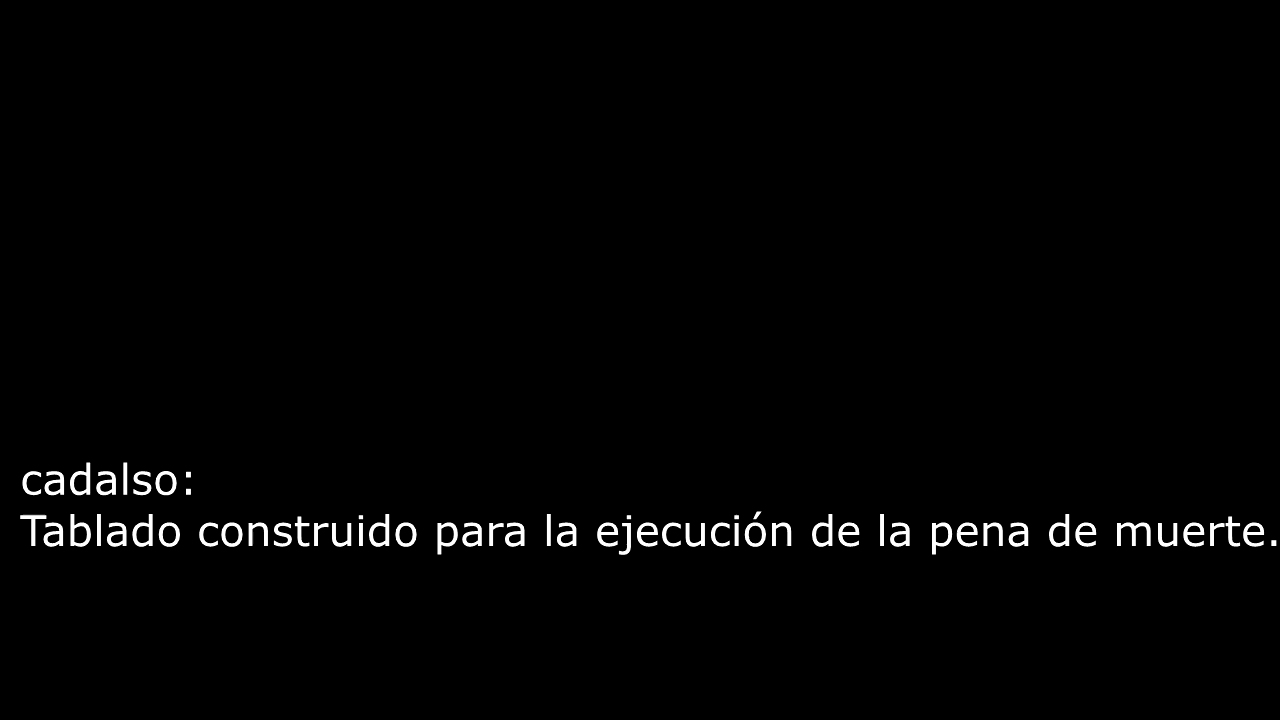 cadalso:
Tablado construido para la ejecución de la pena de muerte.